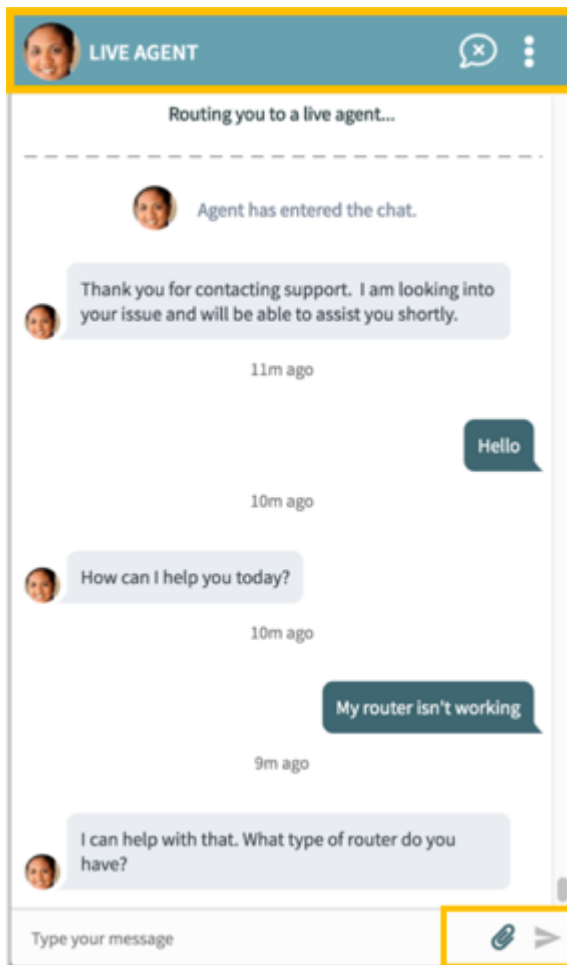 LIVE AGENT
Routing you to a live agent...
Agent has entered the chat.
Thank you for contacting support.  I am looking into
your issue and will be able to assist you shortly.
11m ago
Hello
10m ago
How can I help you today?
10m ago
My router isn't working
9m ago
I can help with that. What type of router do you
have?
Type your message